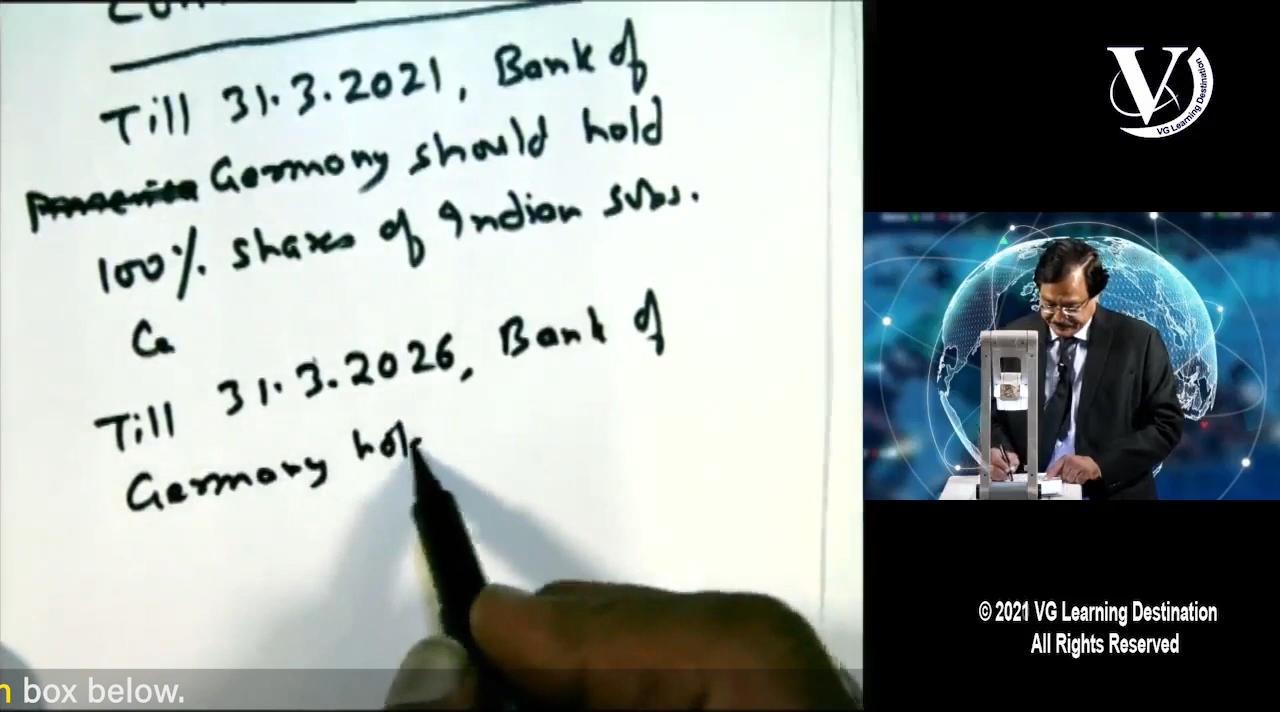 Till 31.3.2021, Bank of
Germany should hold
100% shares of Indian subs.
Co
Till 31.3.2026, Bank of
Germany hol
box below.
V
VG Learning Destination
© 2021 VG Learning Destination
All Rights Reserved